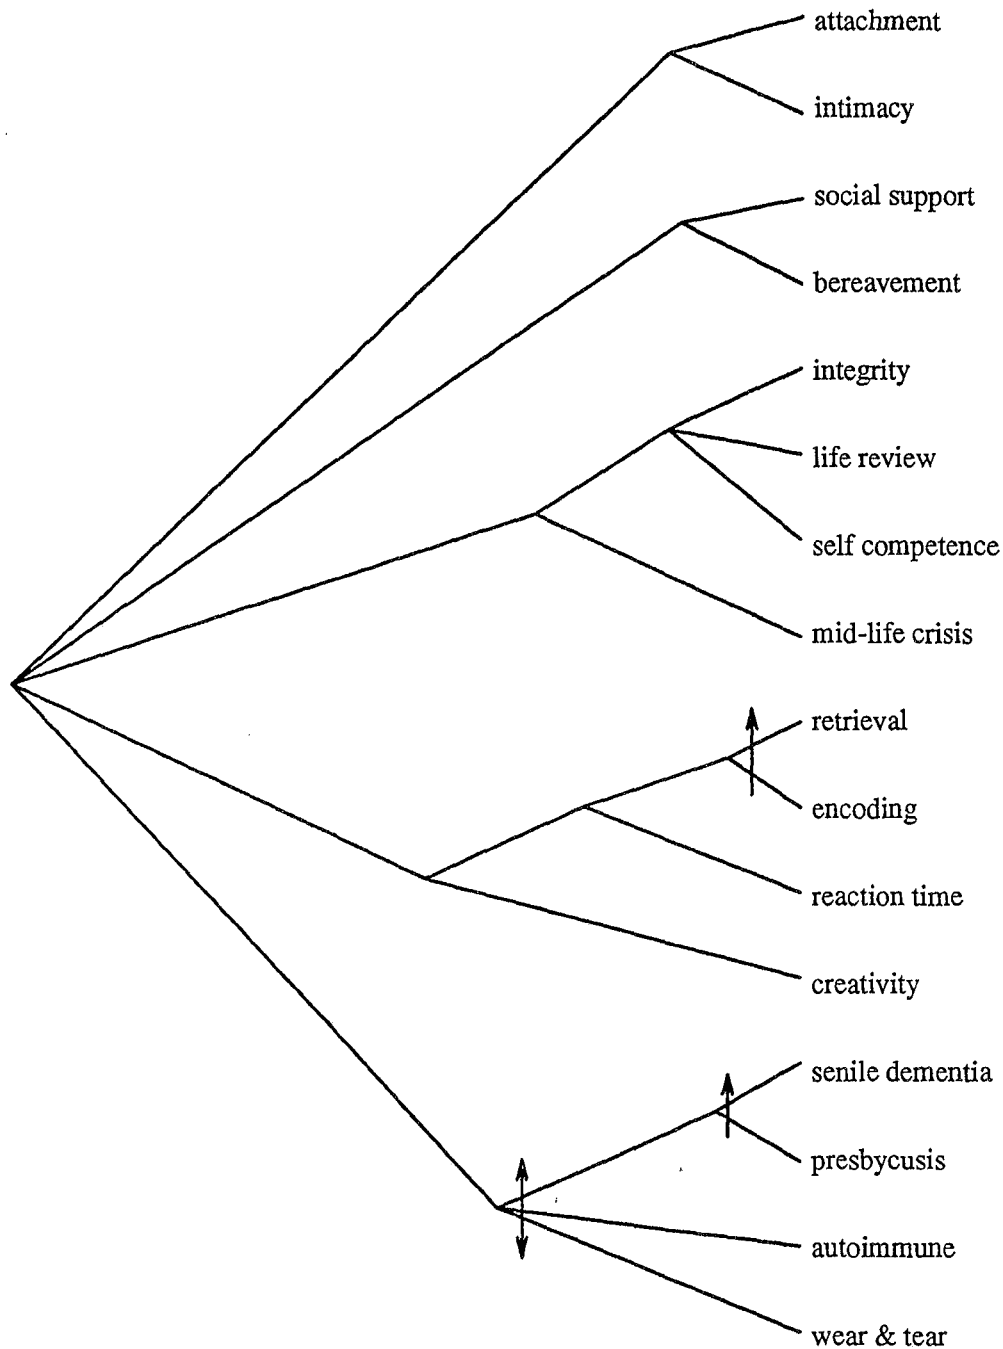 attachment
intimacy
social support
bereavement
integrity
life review
self competence
mid-life crisis
retrieval
encoding
reaction time
creativity
senile dementia
presbycusis
autoimmune
wear & tear